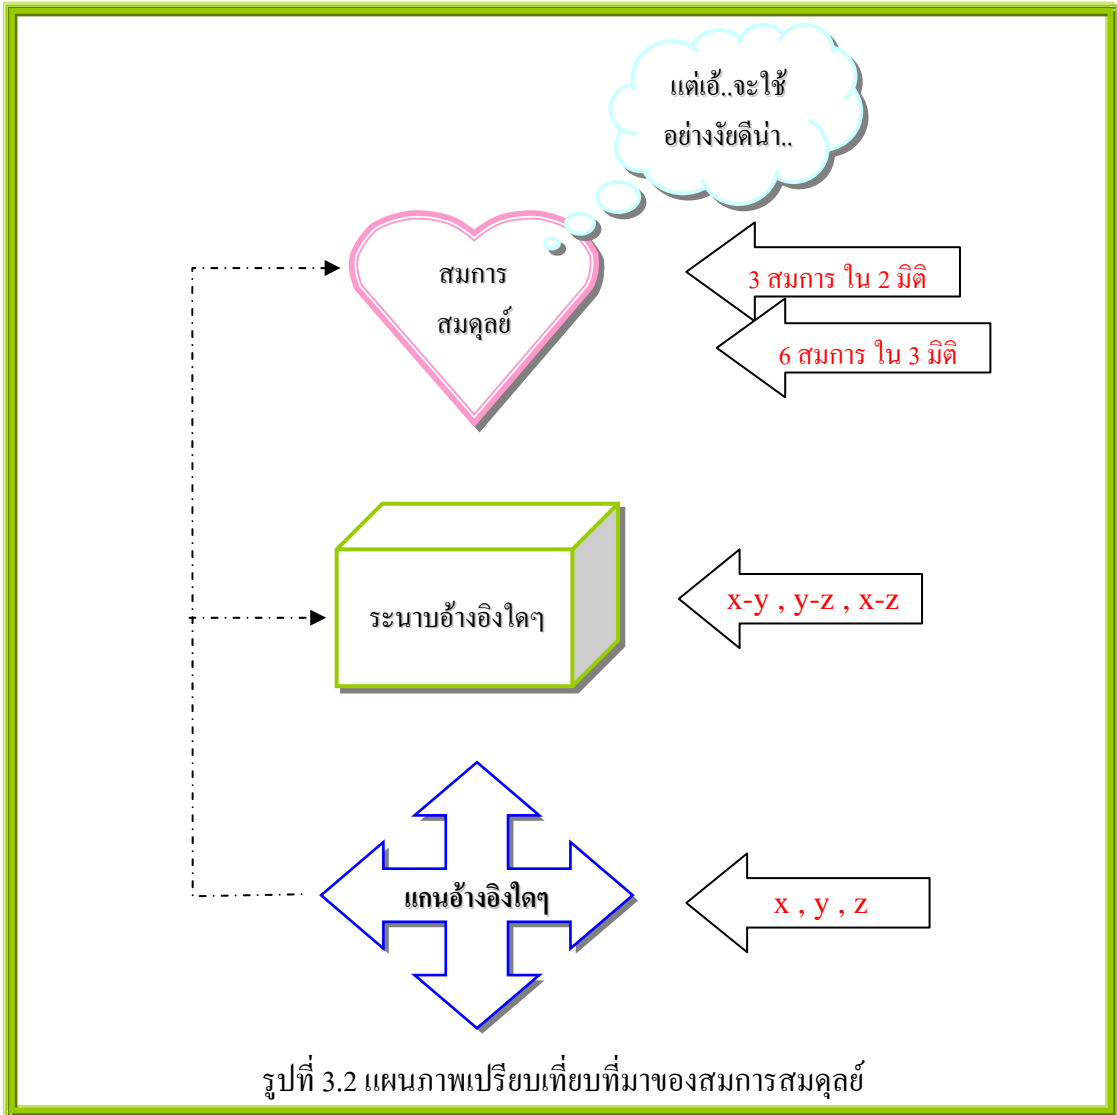 แต่เอ้..จะใช้
อย่างงัยดีน่า..
สมการ
สมดุลย์
3 สมการ ใน 2 มิติ
6 สมการ ใน 3 มิติ
ระนาบอ้างอิงใดๆ
x-y , y-z , x-z
แกนอ้างอิงใดๆ
x , y , z
รูปที่ 3.2 แผนภาพเปรียบเที่ยบที่มาของสมการสมดุลย์